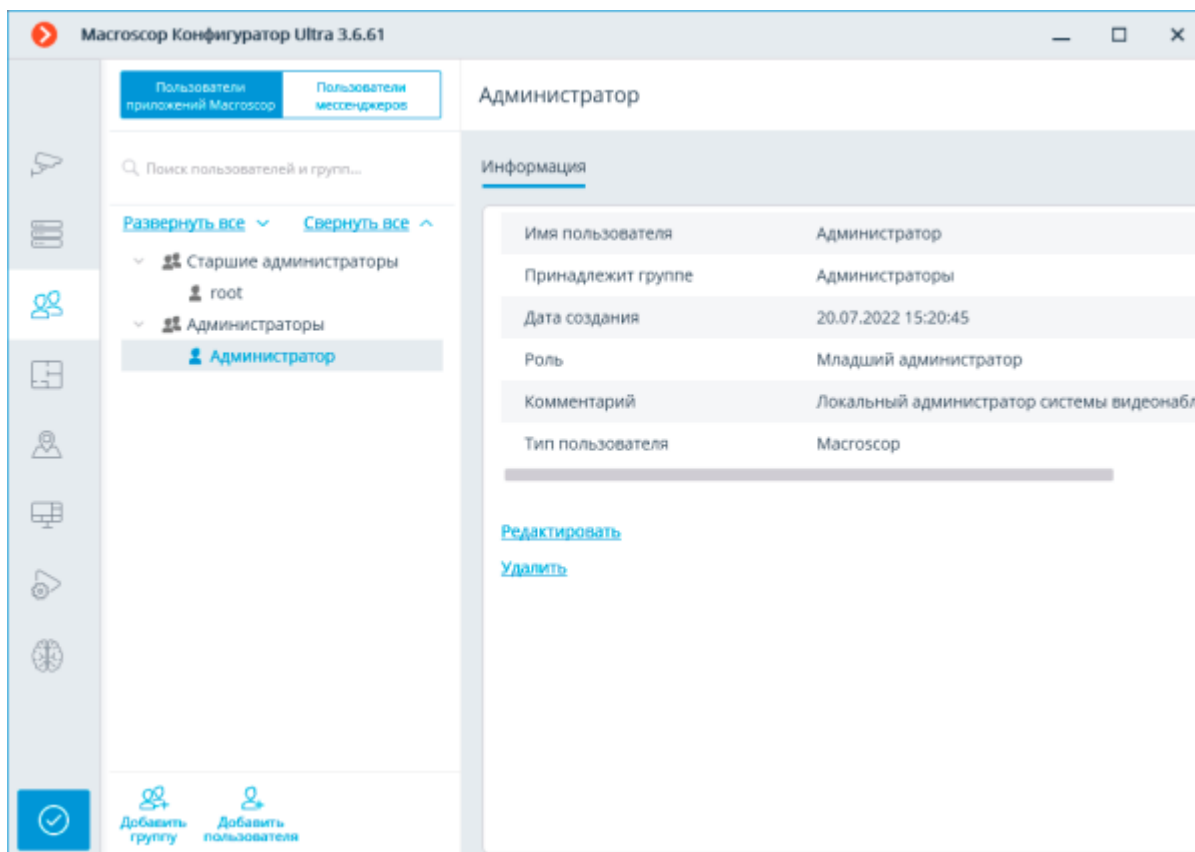 Macroscop Конфигуратор Ultra 3.6.61
Пользователи приложений Macroscop
Пользователи мессенджеров
Администратор
Поиск пользователей и групп...
Информация
Развернуть все
Свернуть все
Старшие администраторы
root
Администраторы
Администратор
Имя пользователя Администратор
Принадлежит группе Администраторы
Дата создания 20.07.2022 15:20:45
Роль Младший администратор
Комментарий Локальный администратор системы видеонабл
Тип пользователя Macroscop
Редактировать
Удалить
Добавить группу
Добавить пользователя